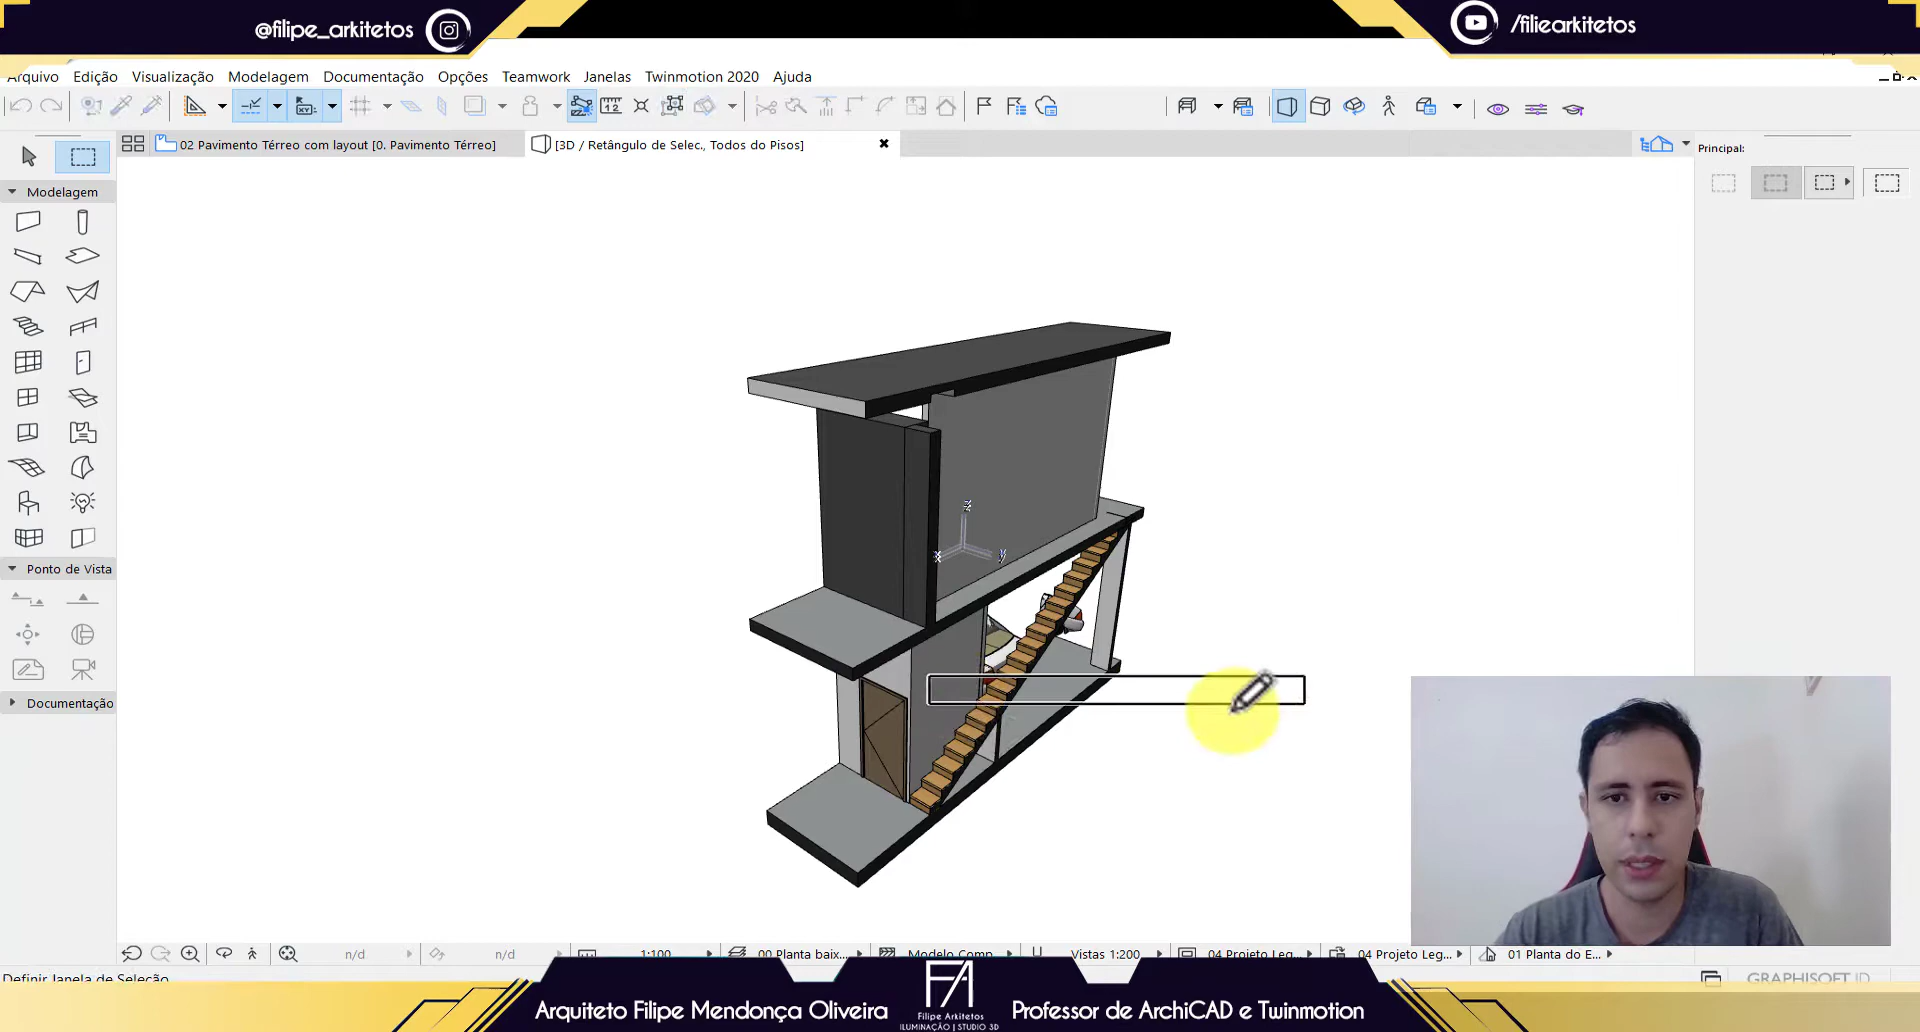 @filipe_arkitetos
/filiearkitetos
Arquivo Edição Visualização Modelagem Documentação Opções Teamwork Janelas Twinmotion 2020 Ajuda
02 Pavimento Térreo com layout [0. Pavimento Térreo]
[3D / Retângulo de Selec., Todos do Pisos]
Principal:
Modelagem
z
x
y
Ponto de Vista
Documentação
n/d
n/d
1:100
00 Planta baix...
Modelo Comp...
Vistas 1:200
04 Projeto Leg...
04 Projeto Leg...
01 Planta do E...
Definir Janela de Seleção
GRAPHISOFT ID
Arquiteto Filipe Mendonça Oliveira
FA
Filipe Arkitetos
ILUMINAÇÃO | STUDIO 3D
Professor de ArchiCAD e Twinmotion